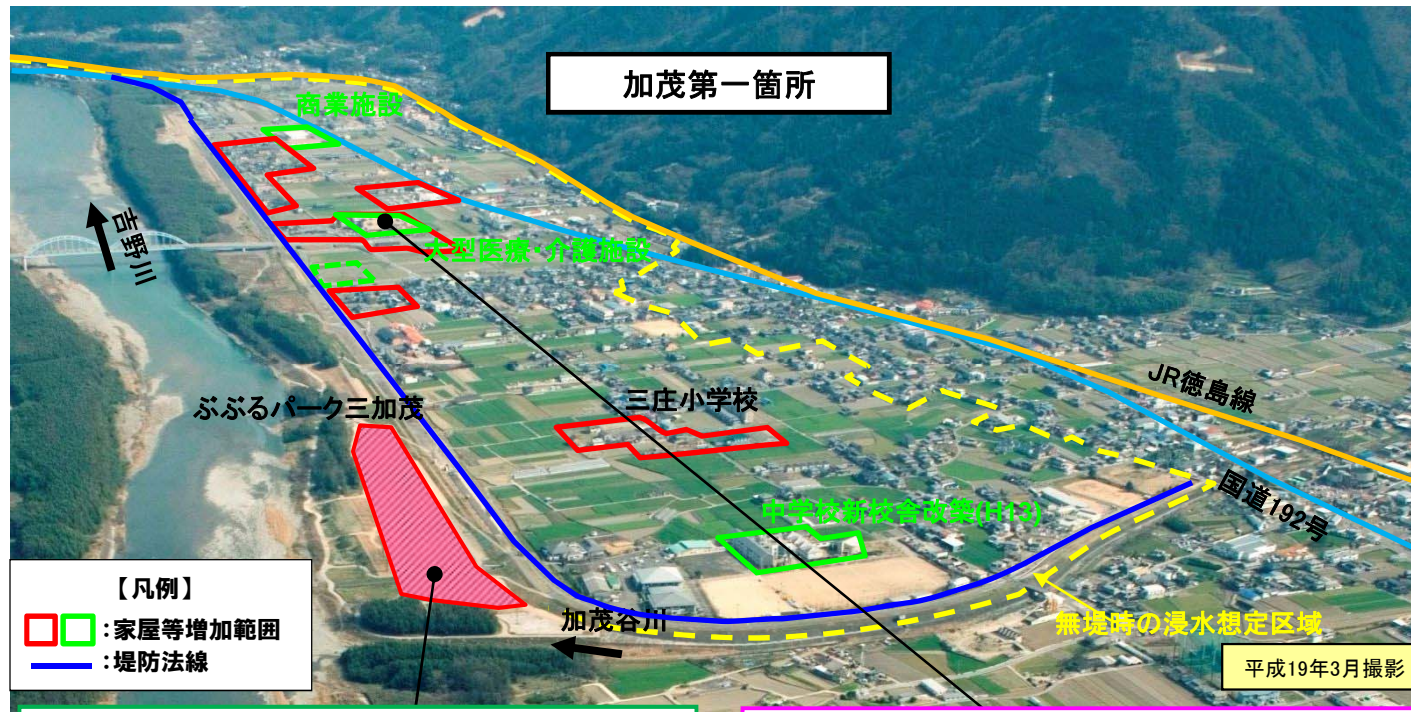 加茂第一箇所
商業施設
吉野川
大型医療・介護施設
JR徳島線
ぶぶるパーク三加茂
三庄小学校
国道192号
中学校新校舎改築(H13)
【凡例】
:家屋等増加範囲
:堤防法線
加茂谷川
無堤時の浸水想定区域
平成19年3月撮影